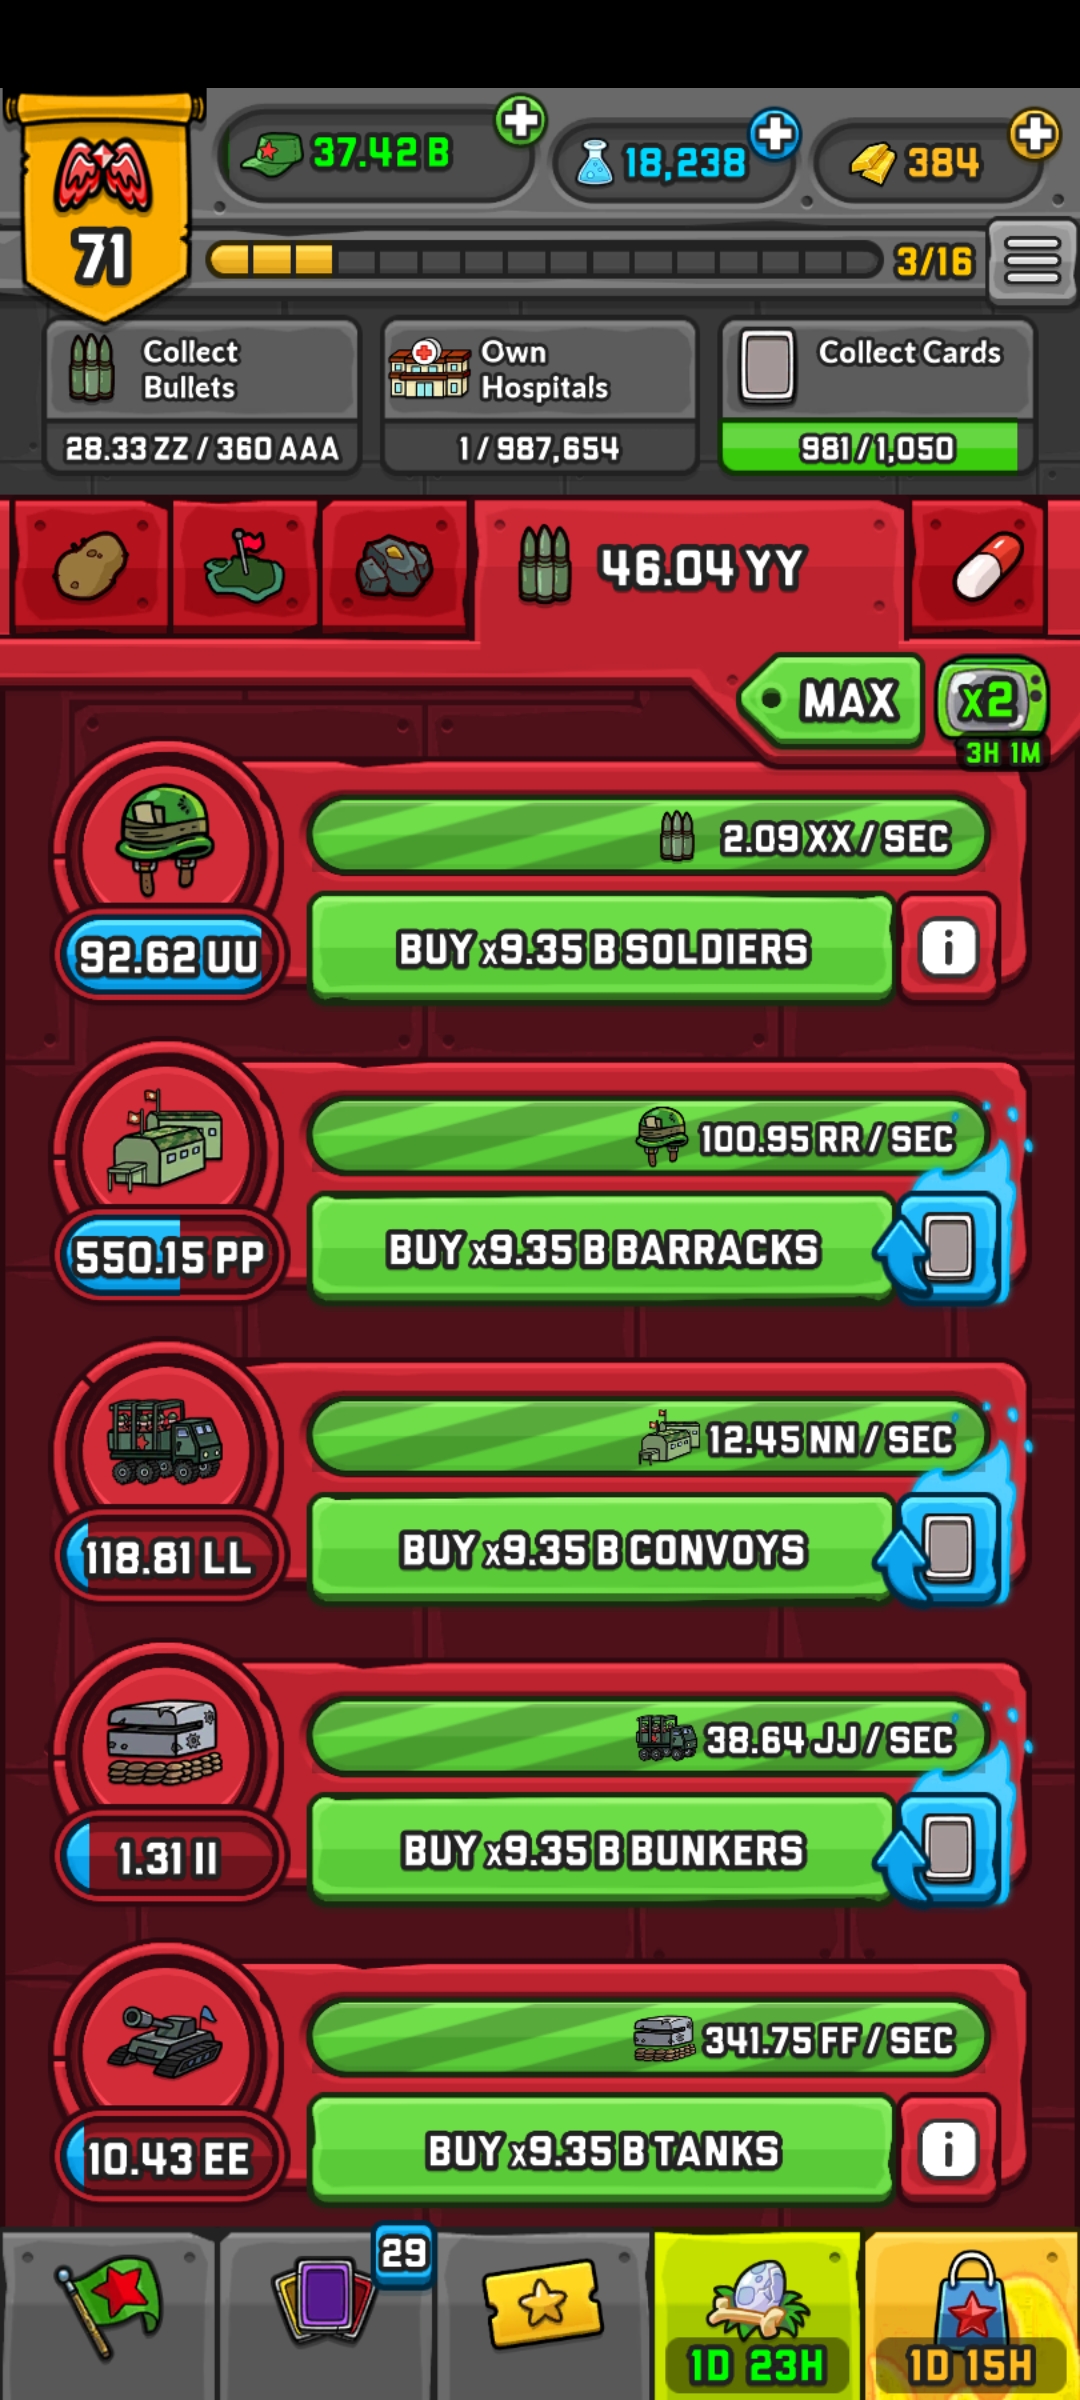 37.42 B
18,238
384
71
3/16
Collect Bullets
28.33 ZZ / 360 AAA
Own Hospitals
1 / 987,654
Collect Cards
981 / 1,050
46.04 YY
MAX
x2
3H 1M
2.09 XX / SEC
92.62 UU
BUY x9.35 B SOLDIERS
i
100.95 RR / SEC
550.15 PP
BUY x9.35 B BARRACKS
12.45 NN / SEC
118.81 LL
BUY x9.35 B CONVOYS
38.64 JJ / SEC
1.31 II
BUY x9.35 B BUNKERS
341.75 FF / SEC
10.43 EE
BUY x9.35 B TANKS
i
29
1D 23H
1D 15H